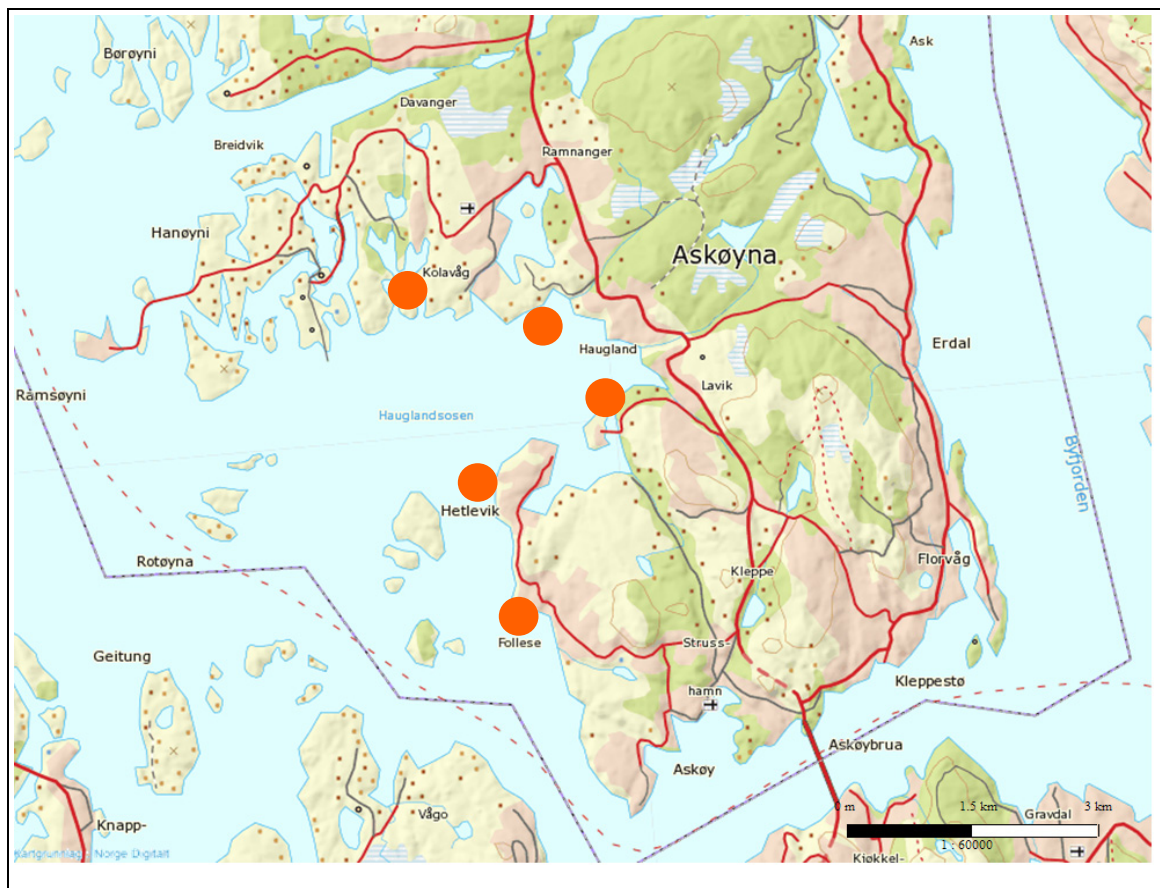 Ask
Børøyni
Davanger
Breidvik
Ramnanger
Hanøyni
Askøyna
Kolavåg
Erdal
Haugland
Lavik
Ramsøyni
Hauglandsosen
Byfjorden
Hetlevik
Rotøyna
Florvåg
Kleppe
Follese
Struss-
hamn
Geitung
Kleppestø
Askøybrua
Askøy
0 m 1.5 km 3 km
Vågo
Gravdal
Knapp-
1 : 60000
Kartgrunnlag: Norge Digitalt
Kjøkkel-